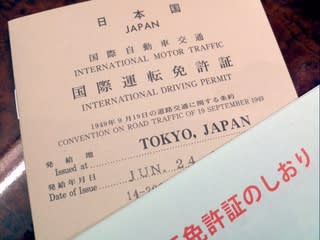 日本国
JAPAN
国際自動車交通
INTERNATIONAL MOTOR TRAFFIC
国際運転免許証
INTERNATIONAL DRIVING PERMIT
1949年9月19日の道路交通に関する条約
CONVENTION ON ROAD TRAFFIC OF 19 SEPTEMBER 1949
発給地
Issued at TOKYO, JAPAN
発給年月日
Date of Issue JUN. 24
免許証のしおり